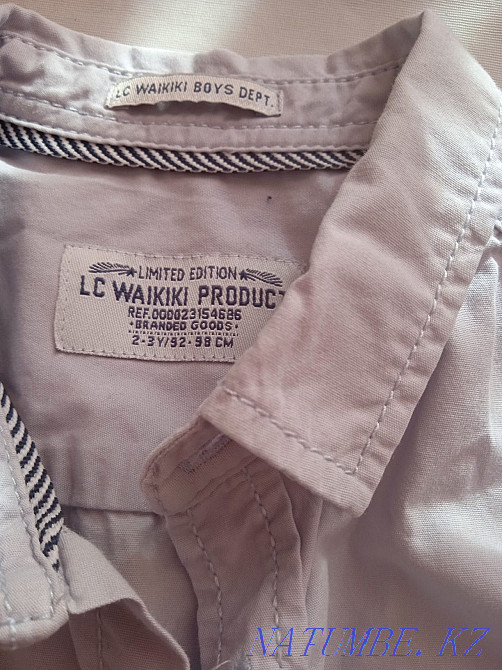 LC WAIKIKI BOYS DEPT.
LIMITED EDITION
LC WAIKIKI PRODUCT
REF.000G23154686
·BRANDED GOODS·
2-3Y/92-98 CM
NATUMBE.KZ